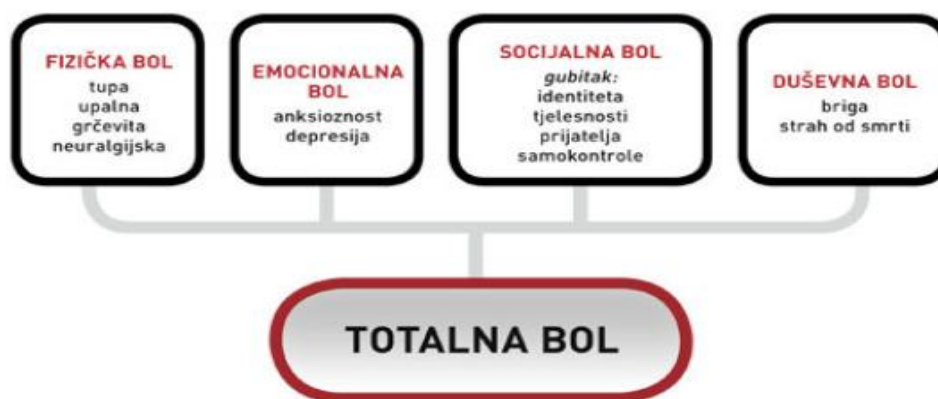 FIZIČKA BOL
tupa
upalna
grčevita
neuralgijska
EMOCIONALNA
BOL
anksioznost
depresija
SOCIJALNA BOL
gubitak:
identiteta
tjelesnosti
prijatelja
samokontrole
DUŠEVNA BOL
briga
strah od smrti
TOTALNA BOL